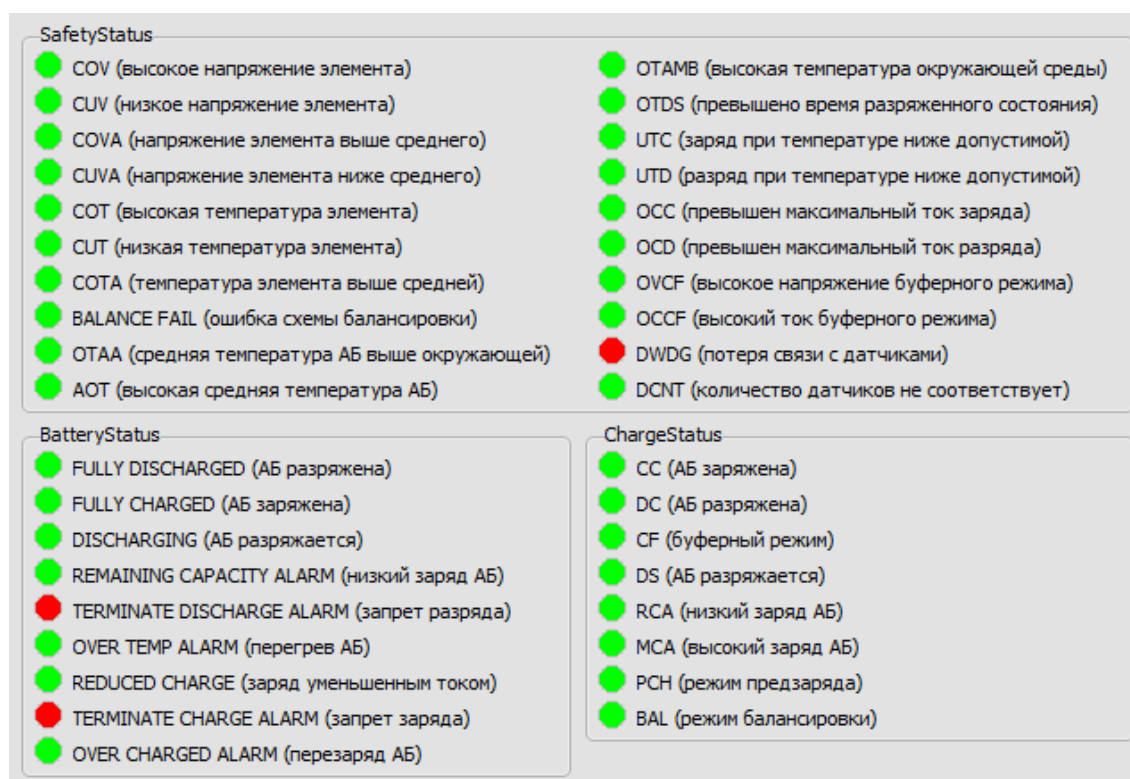 SafetyStatus
COV (высокое напряжение элемента)
CUV (низкое напряжение элемента)
COVA (напряжение элемента выше среднего)
CUVA (напряжение элемента ниже среднего)
COT (высокая температура элемента)
CUT (низкая температура элемента)
COTA (температура элемента выше средней)
BALANCE FAIL (ошибка схемы балансировки)
OTAA (средняя температура АБ выше окружающей)
AOT (высокая средняя температура АБ)
OTAMB (высокая температура окружающей среды)
OTDS (превышено время разряженного состояния)
UTC (заряд при температуре ниже допустимой)
UTD (разряд при температуре ниже допустимой)
OCC (превышен максимальный ток заряда)
OCD (превышен максимальный ток разряда)
OVCF (высокое напряжение буферного режима)
OCCF (высокий ток буферного режима)
DWDG (потеря связи с датчиками)
DCNT (количество датчиков не соответствует)
BatteryStatus
FULLY DISCHARGED (АБ разряжена)
FULLY CHARGED (АБ заряжена)
DISCHARGING (АБ разряжается)
REMAINING CAPACITY ALARM (низкий заряд АБ)
TERMINATE DISCHARGE ALARM (запрет разряда)
OVER TEMP ALARM (перегрев АБ)
REDUCED CHARGE (заряд уменьшенным током)
TERMINATE CHARGE ALARM (запрет заряда)
OVER CHARGED ALARM (перезаряд АБ)
ChargeStatus
CC (АБ заряжена)
DC (АБ разряжена)
CF (буферный режим)
DS (АБ разряжается)
RCA (низкий заряд АБ)
MCA (высокий заряд АБ)
PCH (режим предзаряда)
BAL (режим балансировки)